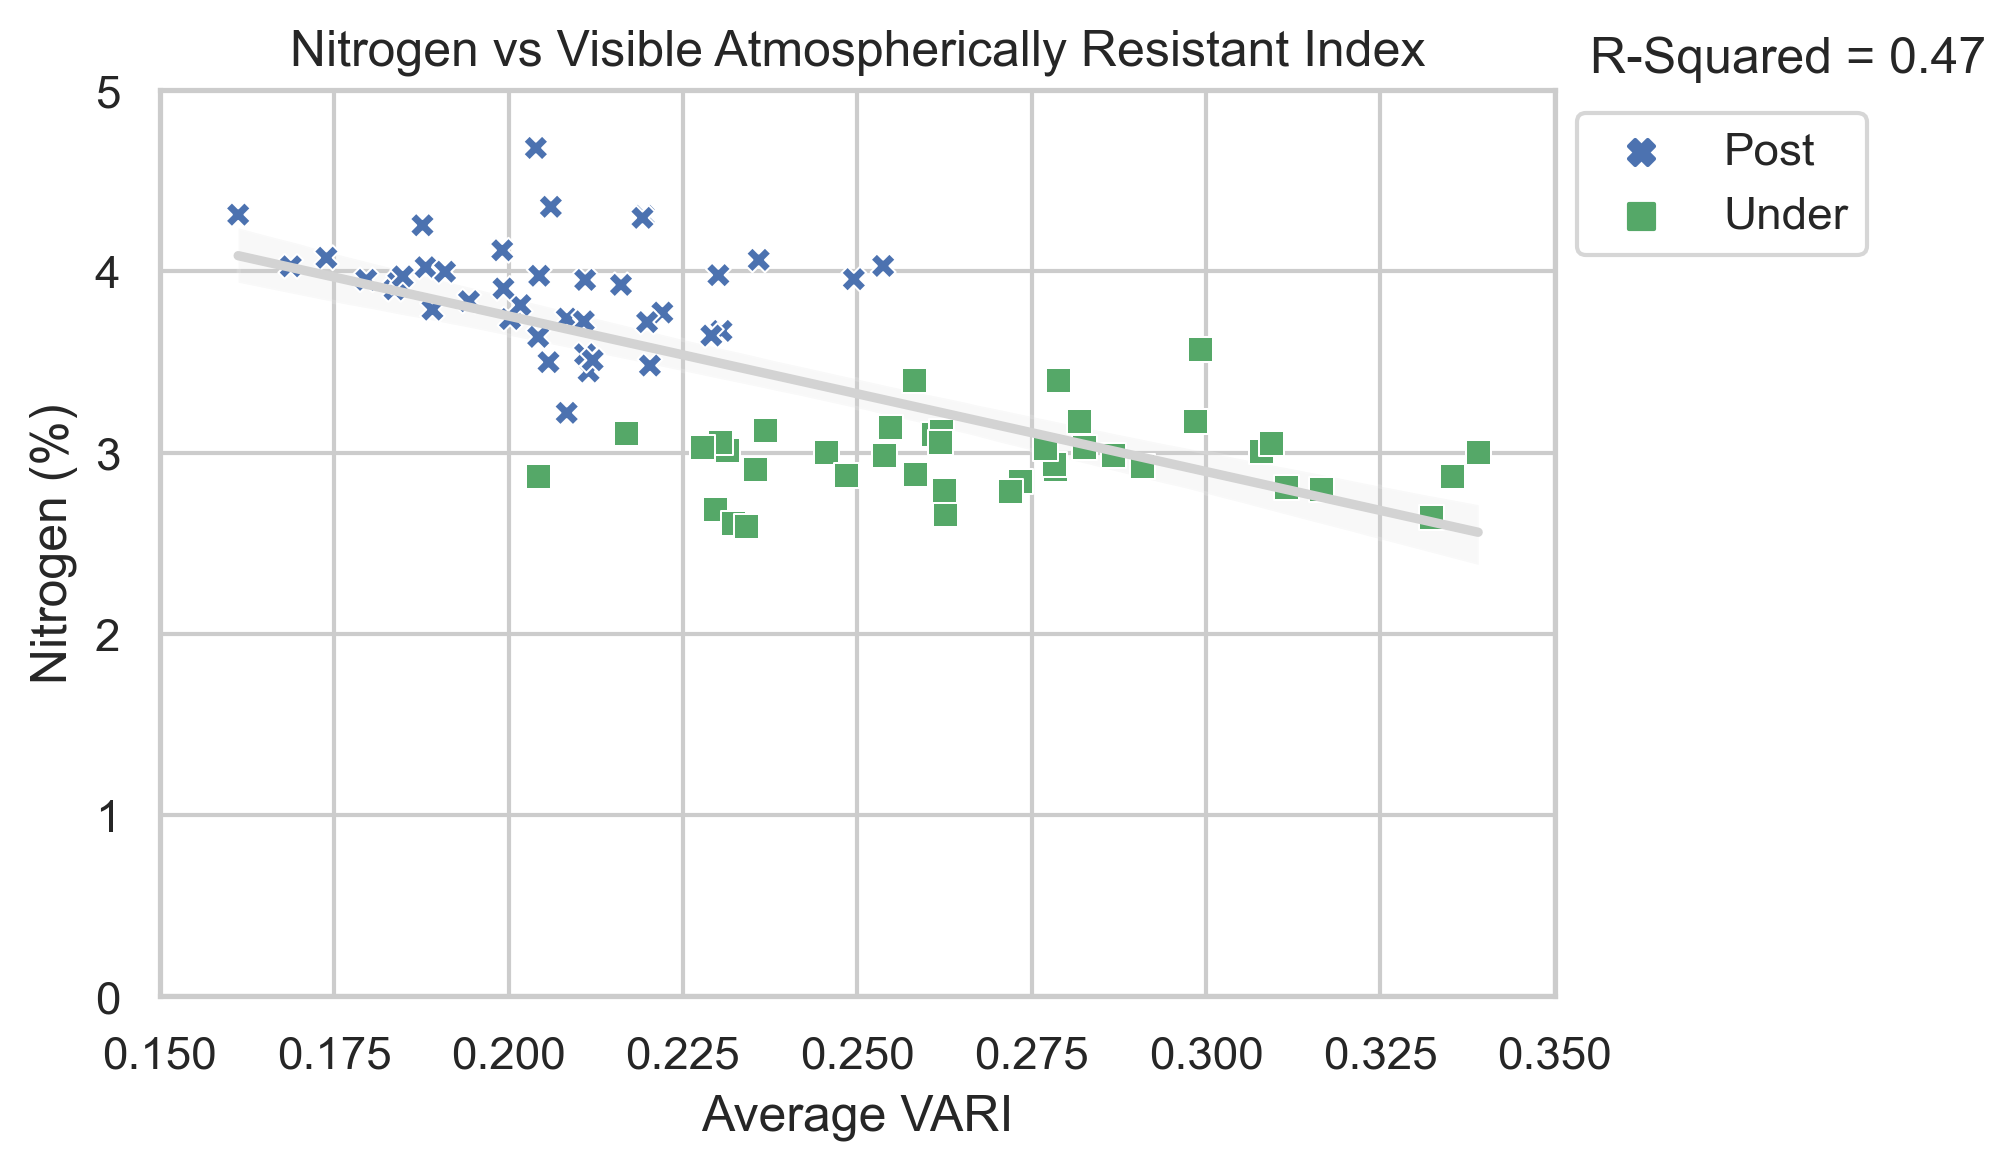 Nitrogen vs Visible Atmospherically Resistant Index
R-Squared = 0.47
Post
Under
Nitrogen (%)
5
4
3
2
1
0
0.150 0.175 0.200 0.225 0.250 0.275 0.300 0.325 0.350
Average VARI